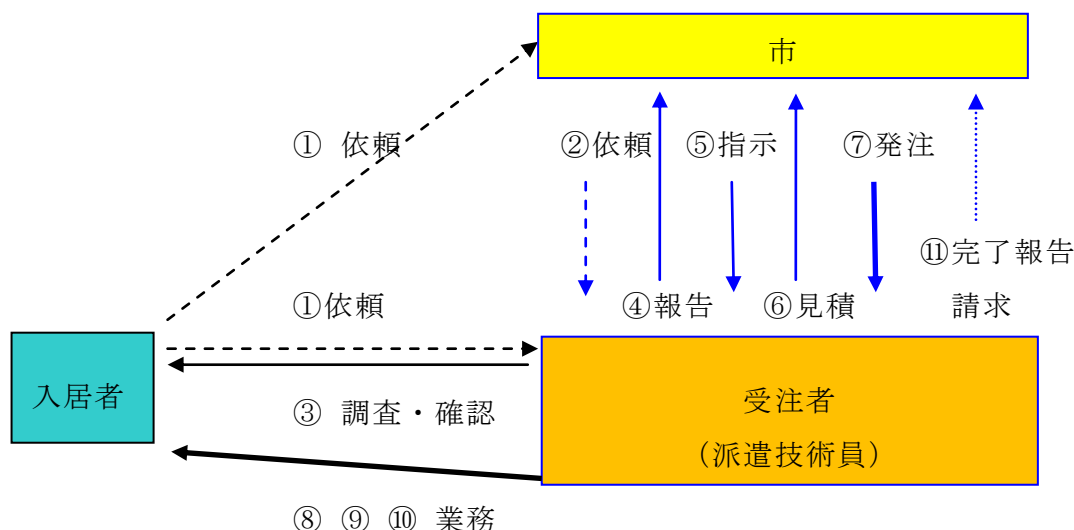 市
① 依頼
②依頼
⑤指示
⑦発注
⑪完了報告
①依頼
④報告
⑥見積
請求
入居者
受注者
③ 調査・確認
（派遣技術員）
⑧ ⑨ ⑩ 業務